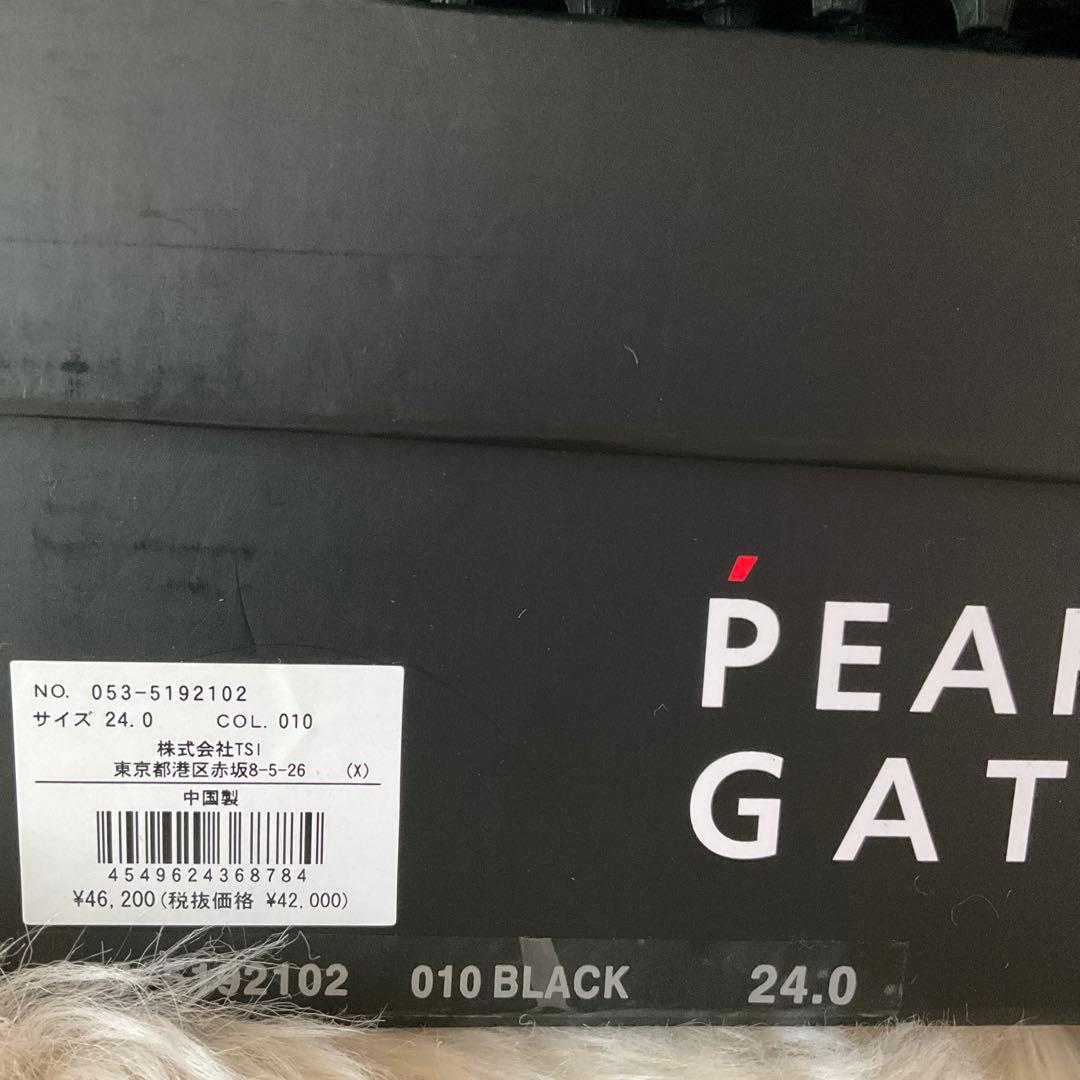 ṔEAR
GAT
NO. 053-5192102
サイズ 24.0 COL. 010
株式会社TSI
東京都港区赤坂8-5-26 (X)
中国製
4549624368784
¥46,200(税抜価格 ¥42,000)
5192102 010 BLACK 24.0